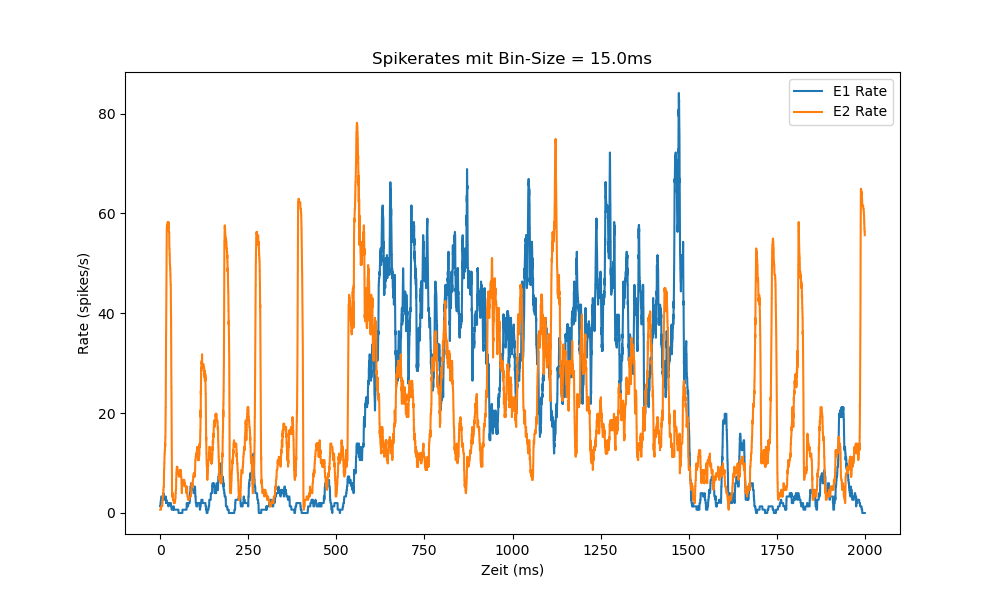 Spikerates mit Bin-Size = 15.0ms
E1 Rate
E2 Rate
Rate (spikes/s)
80
60
40
20
0
0 250 500 750 1000 1250 1500 1750 2000
Zeit (ms)